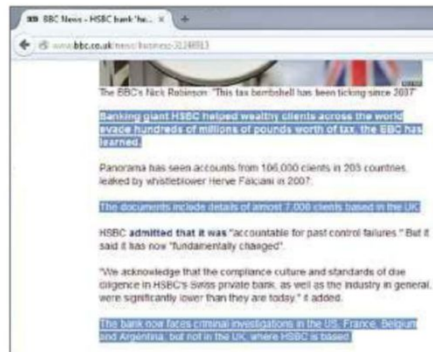 BBC News - HSBC bank 'he...
www.bbc.co.uk/news/business-31248913
The BBC's Nick Robinson: "This tax bombshell has been ticking since 2007"
Banking giant HSBC helped wealthy clients across the world
evade hundreds of millions of pounds worth of tax, the BBC has
learned.
Panorama has seen accounts from 106,000 clients in 203 countries,
leaked by whistleblower Herve Falciani in 2007.
The documents include details of almost 7,000 clients based in the UK.
HSBC admitted that it was "accountable for past control failures." But it
said it has now "fundamentally changed".
"We acknowledge that the compliance culture and standards of due
diligence in HSBC's Swiss private bank, as well as the industry in general,
were significantly lower than they are today," it added.
The bank now faces criminal investigations in the US, France, Belgium
and Argentina, but not in the UK, where HSBC is based.